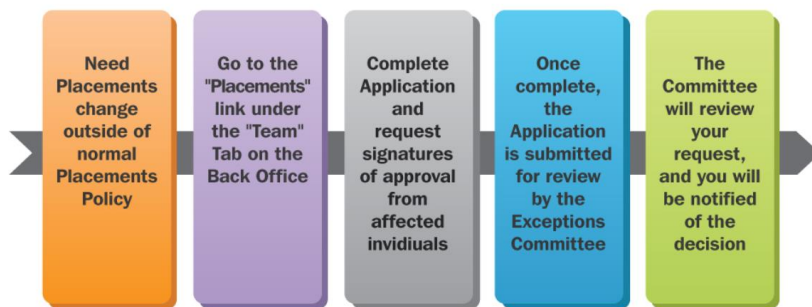 Need
Placements
change
outside of
normal
Placements
Policy
Go to the
"Placements"
link under
the "Team"
Tab on the
Back Office
Complete
Application
and
request
signatures
of approval
from
affected
invidiuals
Once
complete,
the
Application
is submitted
for review
by the
Exceptions
Committee
The
Committee
will review
your
request,
and you will
be notified
of the
decision